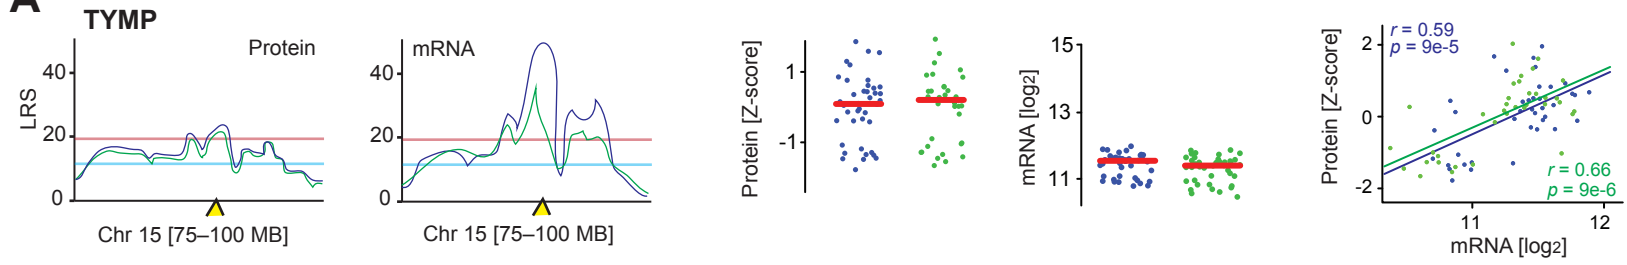 A
TYMP
LRS
40
20
0
Protein
Chr 15 [75–100 MB]
40
20
0
mRNA
Chr 15 [75–100 MB]
Protein [Z-score]
1
-1
mRNA [log2]
15
13
11
Protein [Z-score]
2
0
-2
r = 0.59
p = 9e-5
r = 0.66
p = 9e-6
11
12
mRNA [log2]